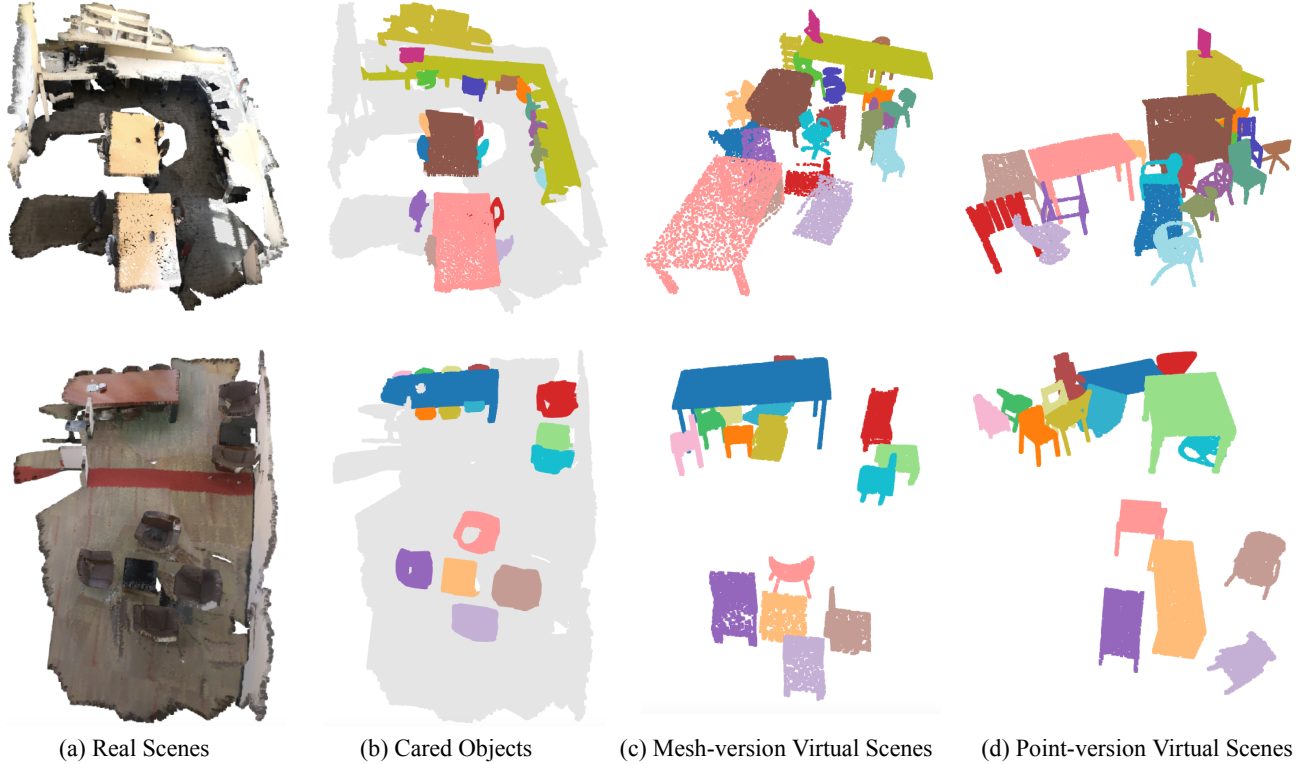 (a) Real Scenes
(b) Cared Objects
(c) Mesh-version Virtual Scenes
(d) Point-version Virtual Scenes